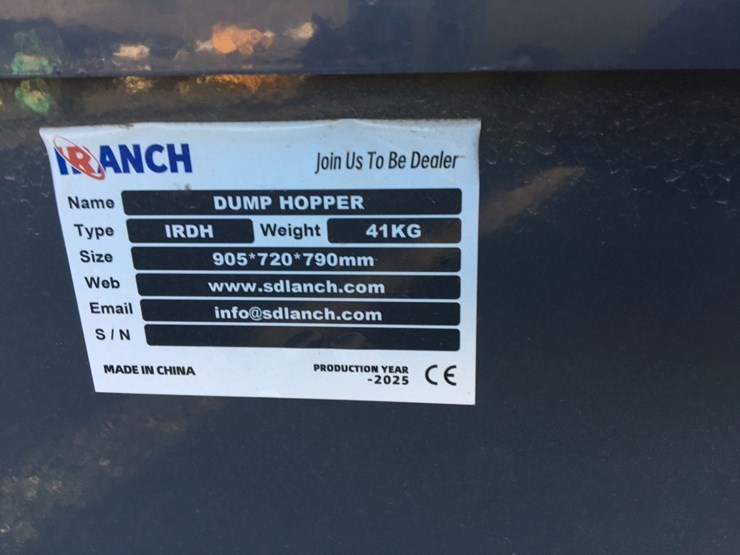 IRANCH
Join Us To Be Dealer
Name DUMP HOPPER
Type IRDH Weight 41KG
Size 905*720*790mm
Web www.sdlanch.com
Email info@sdlanch.com
S/N
MADE IN CHINA
PRODUCTION YEAR
-2025 CE